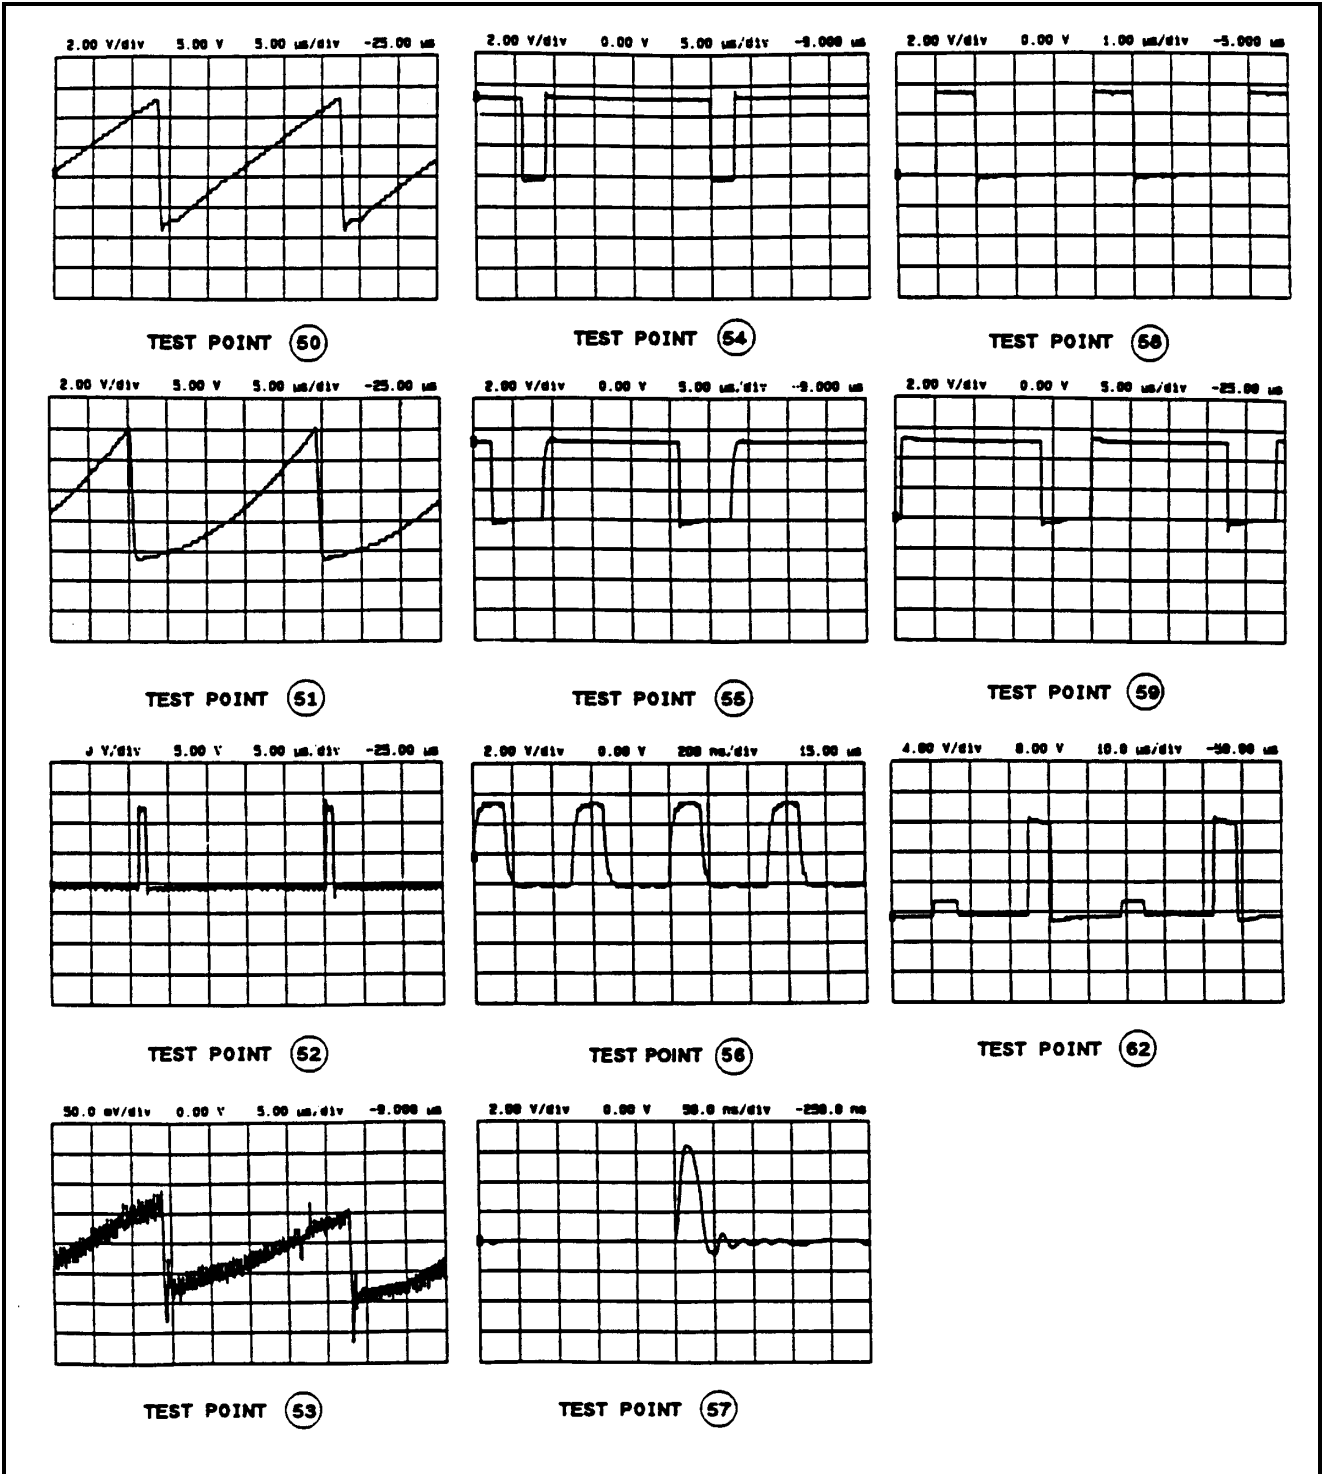 2.00 V/div 5.00 V 5.00 us/div -25.00 us
2.00 V/div 0.00 V 5.00 us/div -9.000 us
2.00 V/div 0.00 V 1.00 us/div -5.000 us
TEST POINT 50
TEST POINT 54
TEST POINT 58
2.00 V/div 5.00 V 5.00 us/div -25.00 us
2.00 V/div 0.00 V 5.00 us/div -9.000 us
2.00 V/div 0.00 V 5.00 us/div -25.00 us
TEST POINT 51
TEST POINT 55
TEST POINT 59
V/div 5.00 V 5.00 us/div -25.00 us
2.00 V/div 0.00 V 200 ns/div 15.00 us
4.00 V/div 8.00 V 10.0 us/div -50.00 us
TEST POINT 52
TEST POINT 56
TEST POINT 62
50.0 mV/div 0.00 V 5.00 us/div -9.000 us
2.00 V/div 0.00 V 50.0 ns/div -250.0 ns
TEST POINT 53
TEST POINT 57